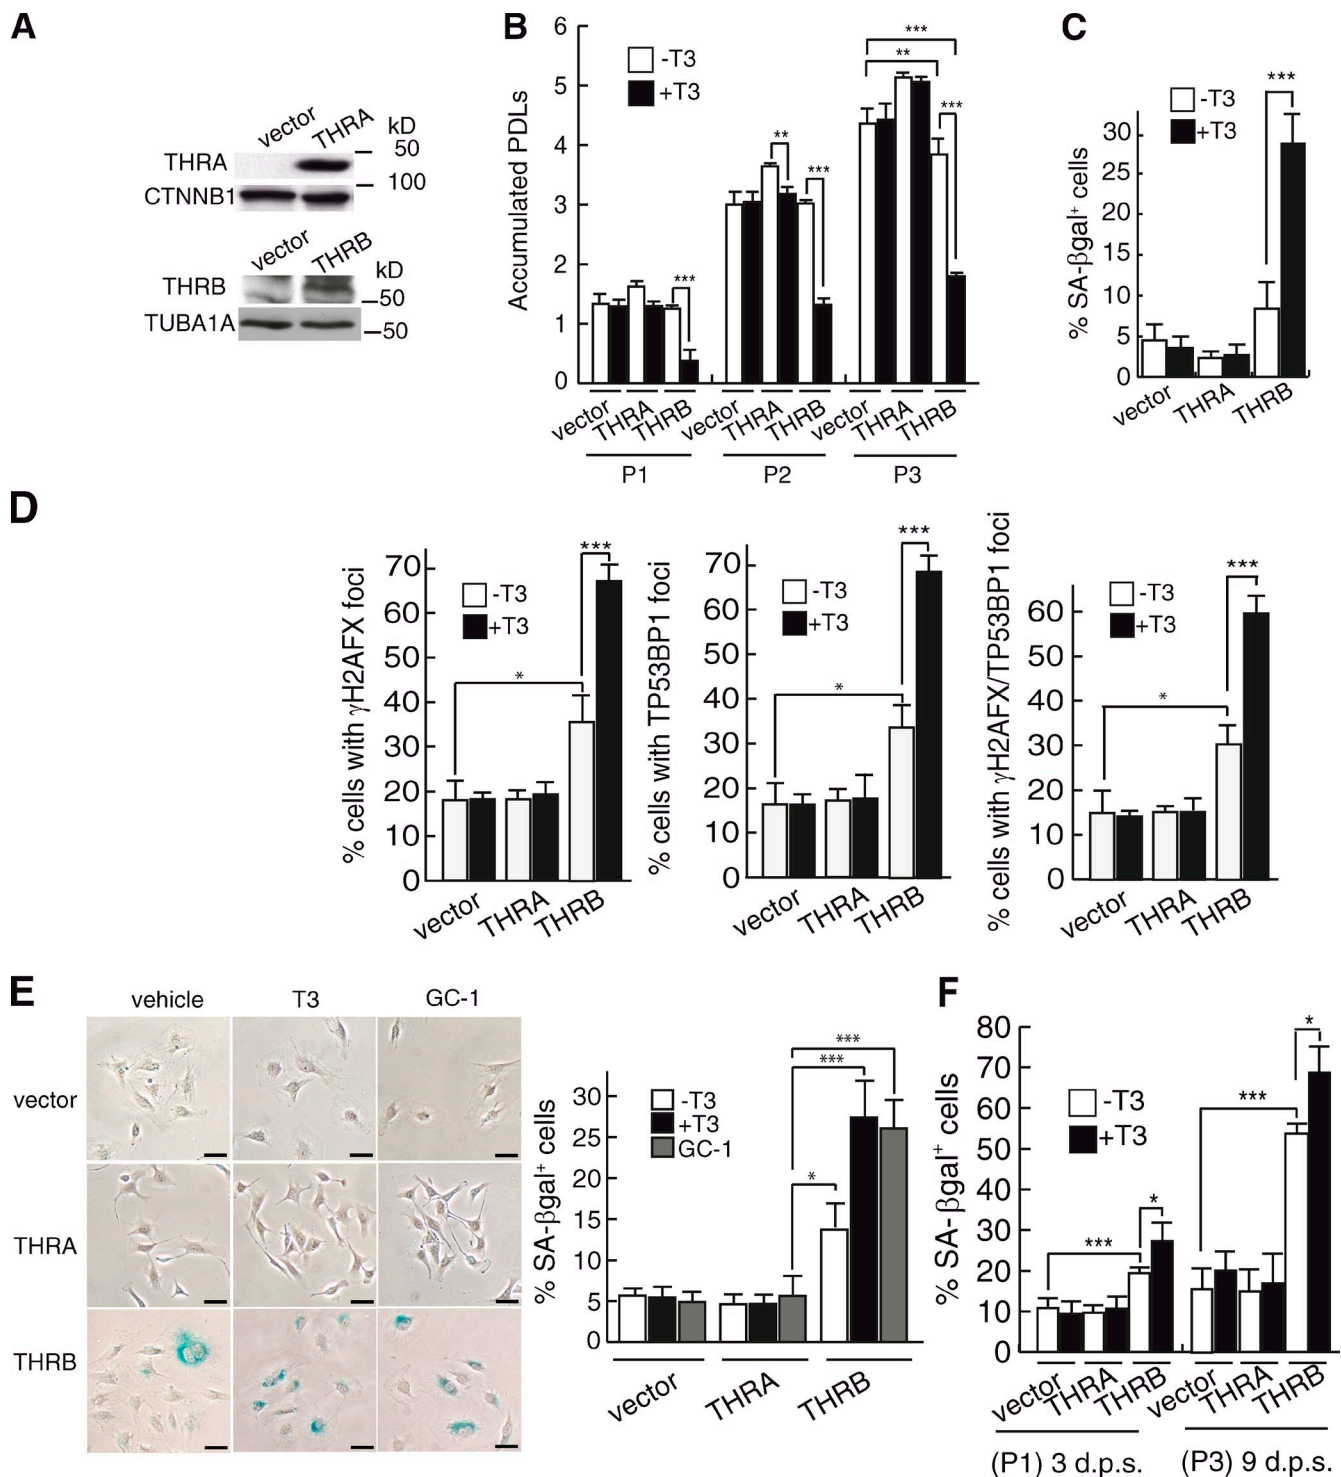 A
vector THRA kD
THRA 50
CTNNB1 100
vector THRB kD
THRB 50
TUBA1A 50
B
Accumulated PDLs
6
5
4
3
2
1
0
-T3
+T3
*** ** *** *** ** ***
vector THRA THRB vector THRA THRB vector THRA THRB
P1 P2 P3
C
% SA-βgal+ cells
30
25
20
15
10
5
0
-T3
+T3
***
vector THRA THRB
D
% cells with γH2AFX foci
70
60
50
40
30
20
10
0
-T3
+T3
* ***
vector THRA THRB
% cells with TP53BP1 foci
70
60
50
40
30
20
10
0
-T3
+T3
* ***
vector THRA THRB
% cells with γH2AFX/TP53BP1 foci
60
50
40
30
20
10
0
-T3
+T3
* ***
vector THRA THRB
E
vehicle T3 GC-1
vector
THRA
THRB
% SA-βgal+ cells
30
25
20
15
10
5
0
-T3
+T3
GC-1
***
***
*
vector THRA THRB
F
% SA-βgal+ cells
80
70
60
50
40
30
20
10
0
-T3
+T3
*** * *** *
vector THRA THRB vector THRA THRB
(P1) 3 d.p.s. (P3) 9 d.p.s.